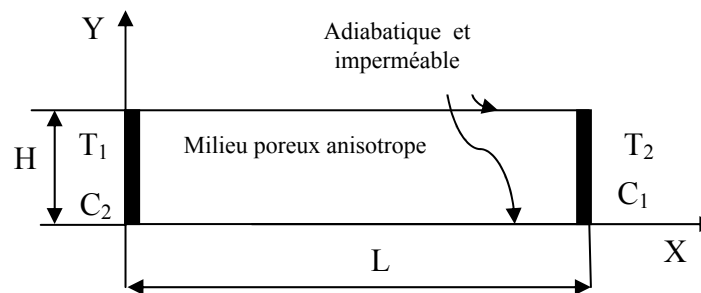 Y
Adiabatique et
imperméable
H
T1
Milieu poreux anisotrope
T2
C2
C1
X
L